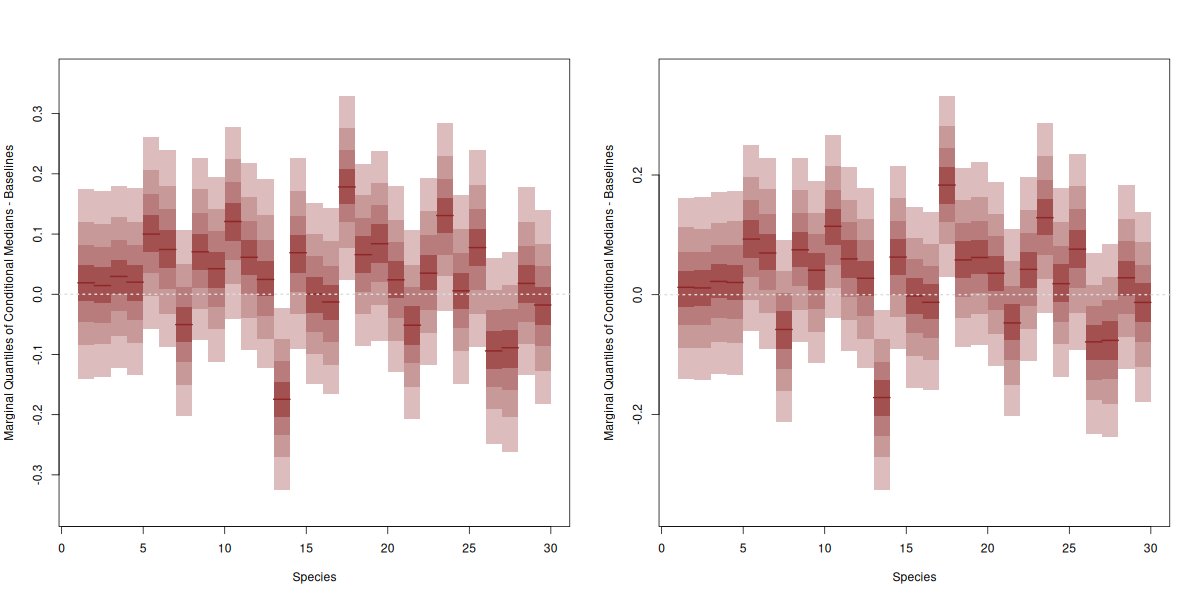 Marginal Quantiles of Conditional Medians - Baselines
0.3
0.2
0.1
0.0
-0.1
-0.2
-0.3
0 5 10 15 20 25 30
Species
Marginal Quantiles of Conditional Medians - Baselines
0.2
0.0
-0.2
0 5 10 15 20 25 30
Species